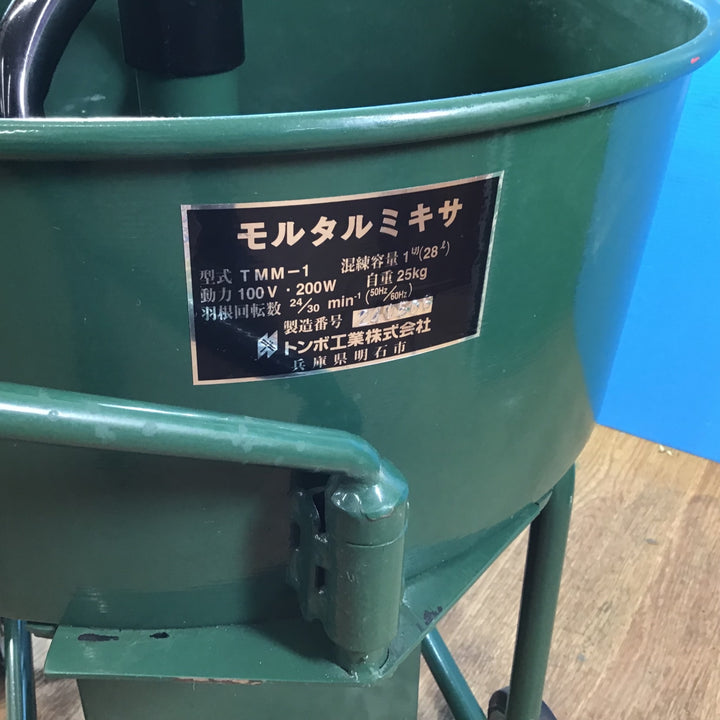 モルタルミキサ
型式 TMM-1 混練容量 1切(28ℓ)
動力 100V・200W 自重 25kg
羽根回転数 24/30 min-1 (50Hz/60Hz)
製造番号
トンボ工業株式会社
兵庫県明石市